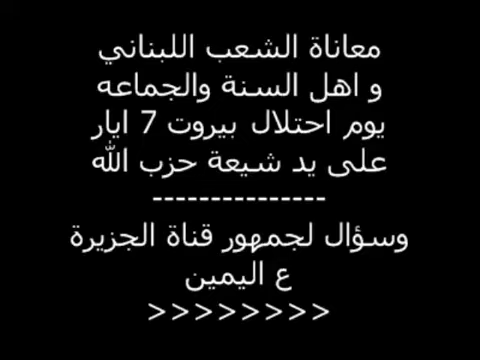 معاناة الشعب اللبناني
و اهل السنة والجماعه
يوم احتلال بيروت 7 ايار
على يد شيعة حزب الله
---------------
وسؤال لجمهور قناة الجزيرة
ع اليمين
>>>>>>>>